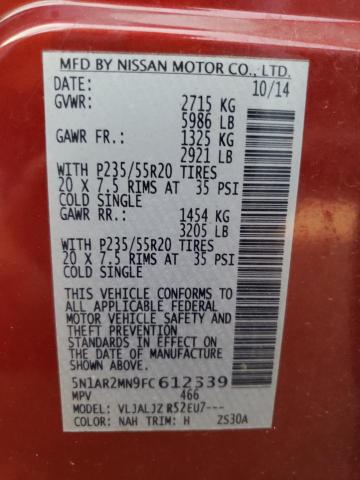 MFD BY NISSAN MOTOR CO., LTD.
DATE: 10/14
GVWR: 2715 KG
5986 LB
GAWR FR: 1325 KG
2921 LB
WITH P235/55R20 TIRES
20 X 7.5 RIMS AT 35 PSI
COLD SINGLE
GAWR RR: 1454 KG
3205 LB
WITH P235/55R20 TIRES
20 X 7.5 RIMS AT 35 PSI
COLD SINGLE
THIS VEHICLE CONFORMS TO
ALL APPLICABLE FEDERAL
MOTOR VEHICLE SAFETY AND THEFT
PREVENTION
STANDARDS IN EFFECT ON THE DATE
OF MANUFACTURE SHOWN ABOVE.
5N1AR2MN9FC612339
MPV 466
MODEL: VLJALJZ R52EU7---
COLOR: NAH TRIM: H ZS30A